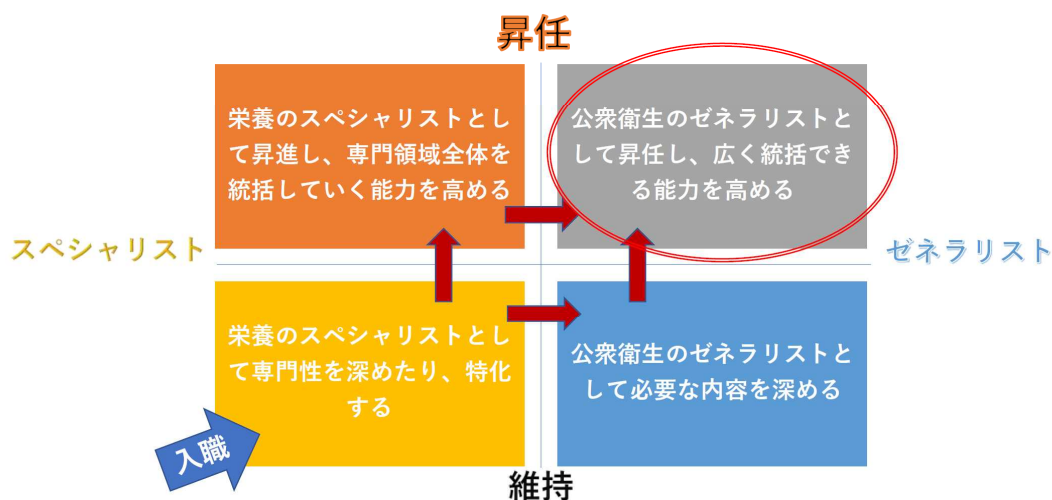 昇任
栄養のスペシャリストとし
て昇進し、専門領域全体を
統括していく能力を高める
公衆衛生のゼネラリストと
して昇任し、広く統括でき
る能力を高める
スペシャリスト
ゼネラリスト
栄養のスペシャリストとし
て専門性を深めたり、特化
する
公衆衛生のゼネラリストと
して必要な内容を深める
入職
維持